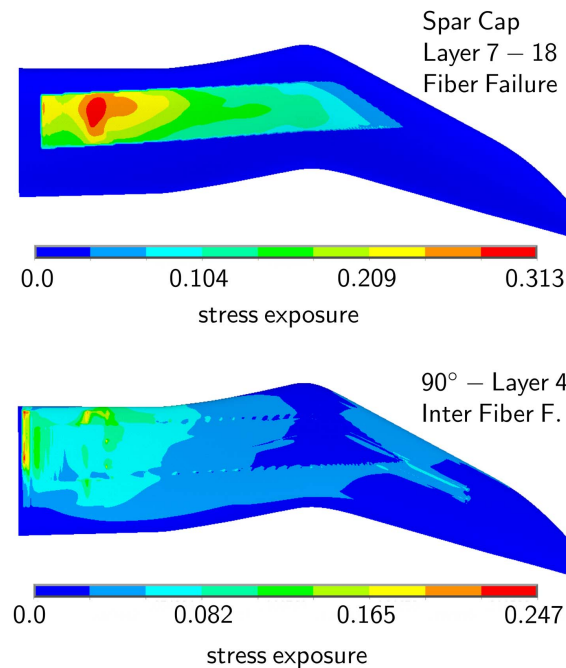 Spar Cap
Layer 7 – 18
Fiber Failure
0.0 0.104 0.209 0.313
stress exposure
90° – Layer 4
Inter Fiber F.
0.0 0.082 0.165 0.247
stress exposure